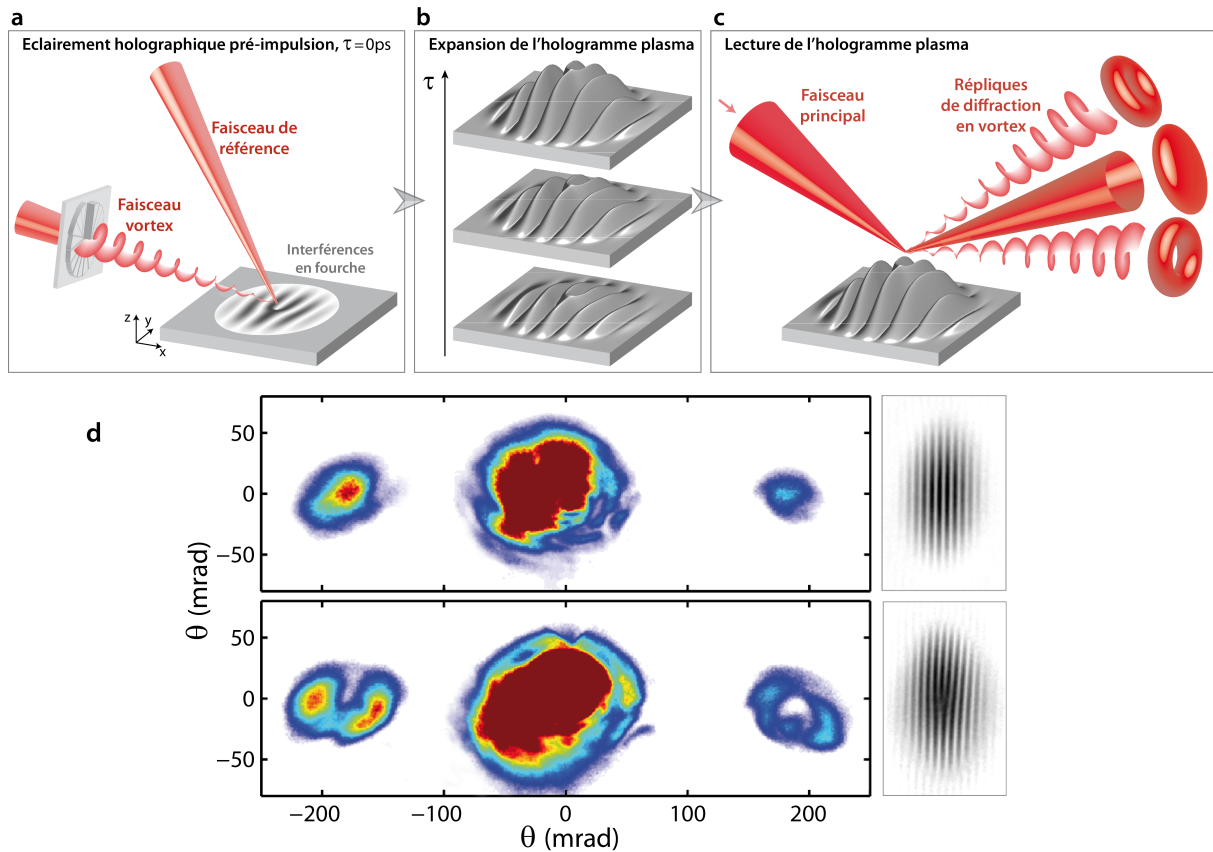 a
Eclairement holographique pré-impulsion, τ=0ps
Faisceau de
référence
Faisceau
vortex
Interférences
en fourche
z
y
x
b
Expansion de l'hologramme plasma
τ
c
Lecture de l'hologramme plasma
Faisceau
principal
Répliques
de diffraction
en vortex
d
50
0
−50
50
0
−50
θ (mrad)
−200
−100
0
100
200
θ (mrad)